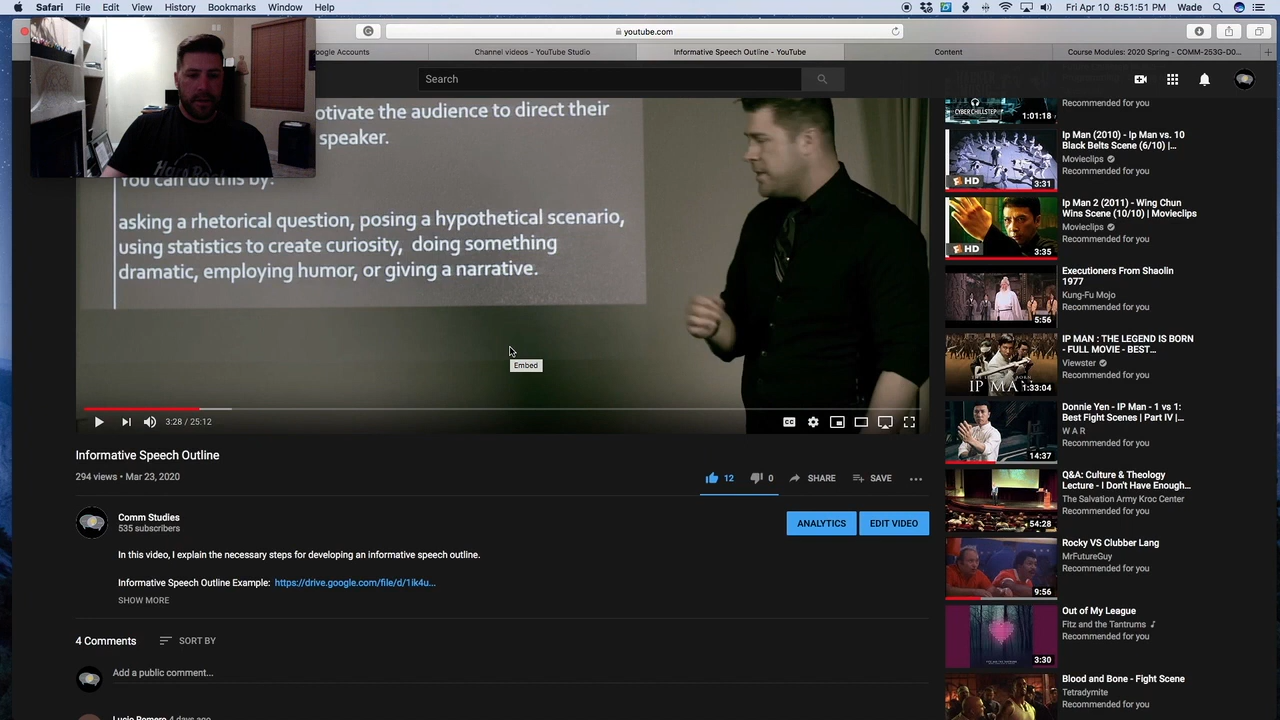 Safari File Edit View History Bookmarks Window Help
Fri Apr 10 8:51:51 PM Wade
youtube.com
oogle Accounts
Channel videos - YouTube Studio
Informative Speech Outline - YouTube
Content
Course Modules: 2020 Spring - COMM-253G-D0...
Search
otivate the audience to direct their
speaker.
You can do this by:
asking a rhetorical question, posing a hypothetical scenario,
using statistics to create curiosity, doing something
dramatic, employing humor, or giving a narrative.
Embed
3:28 / 25:12
Informative Speech Outline
294 views • Mar 23, 2020
12
0
SHARE
SAVE
Comm Studies
535 subscribers
ANALYTICS
EDIT VIDEO
In this video, I explain the necessary steps for developing an informative speech outline.
Informative Speech Outline Example: https://drive.google.com/file/d/1ik4u...
SHOW MORE
4 Comments
SORT BY
Add a public comment...
Lucio Romero 4 days ago
CYBER CHILLSTEP
1:01:18
Recommended for you
Ip Man (2010) - Ip Man vs. 10
Black Belts Scene (6/10) |...
Movieclips
Recommended for you
HD
3:31
Ip Man 2 (2011) - Wing Chun
Wins Scene (10/10) | Movieclips
Movieclips
Recommended for you
HD
3:35
Executioners From Shaolin
1977
Kung-Fu Mojo
Recommended for you
5:56
IP MAN : THE LEGEND IS BORN
- FULL MOVIE - BEST...
Viewster
Recommended for you
IP MAN
1:33:04
Donnie Yen - IP Man - 1 vs 1:
Best Fight Scenes | Part IV |...
W A R
Recommended for you
14:37
Q&A: Culture & Theology
Lecture - I Don't Have Enough...
The Salvation Army Kroc Center
Recommended for you
54:28
Rocky VS Clubber Lang
MrFutureGuy
Recommended for you
9:56
Out of My League
Fitz and the Tantrums
Recommended for you
3:30
Blood and Bone - Fight Scene
Tetradymite
Recommended for you